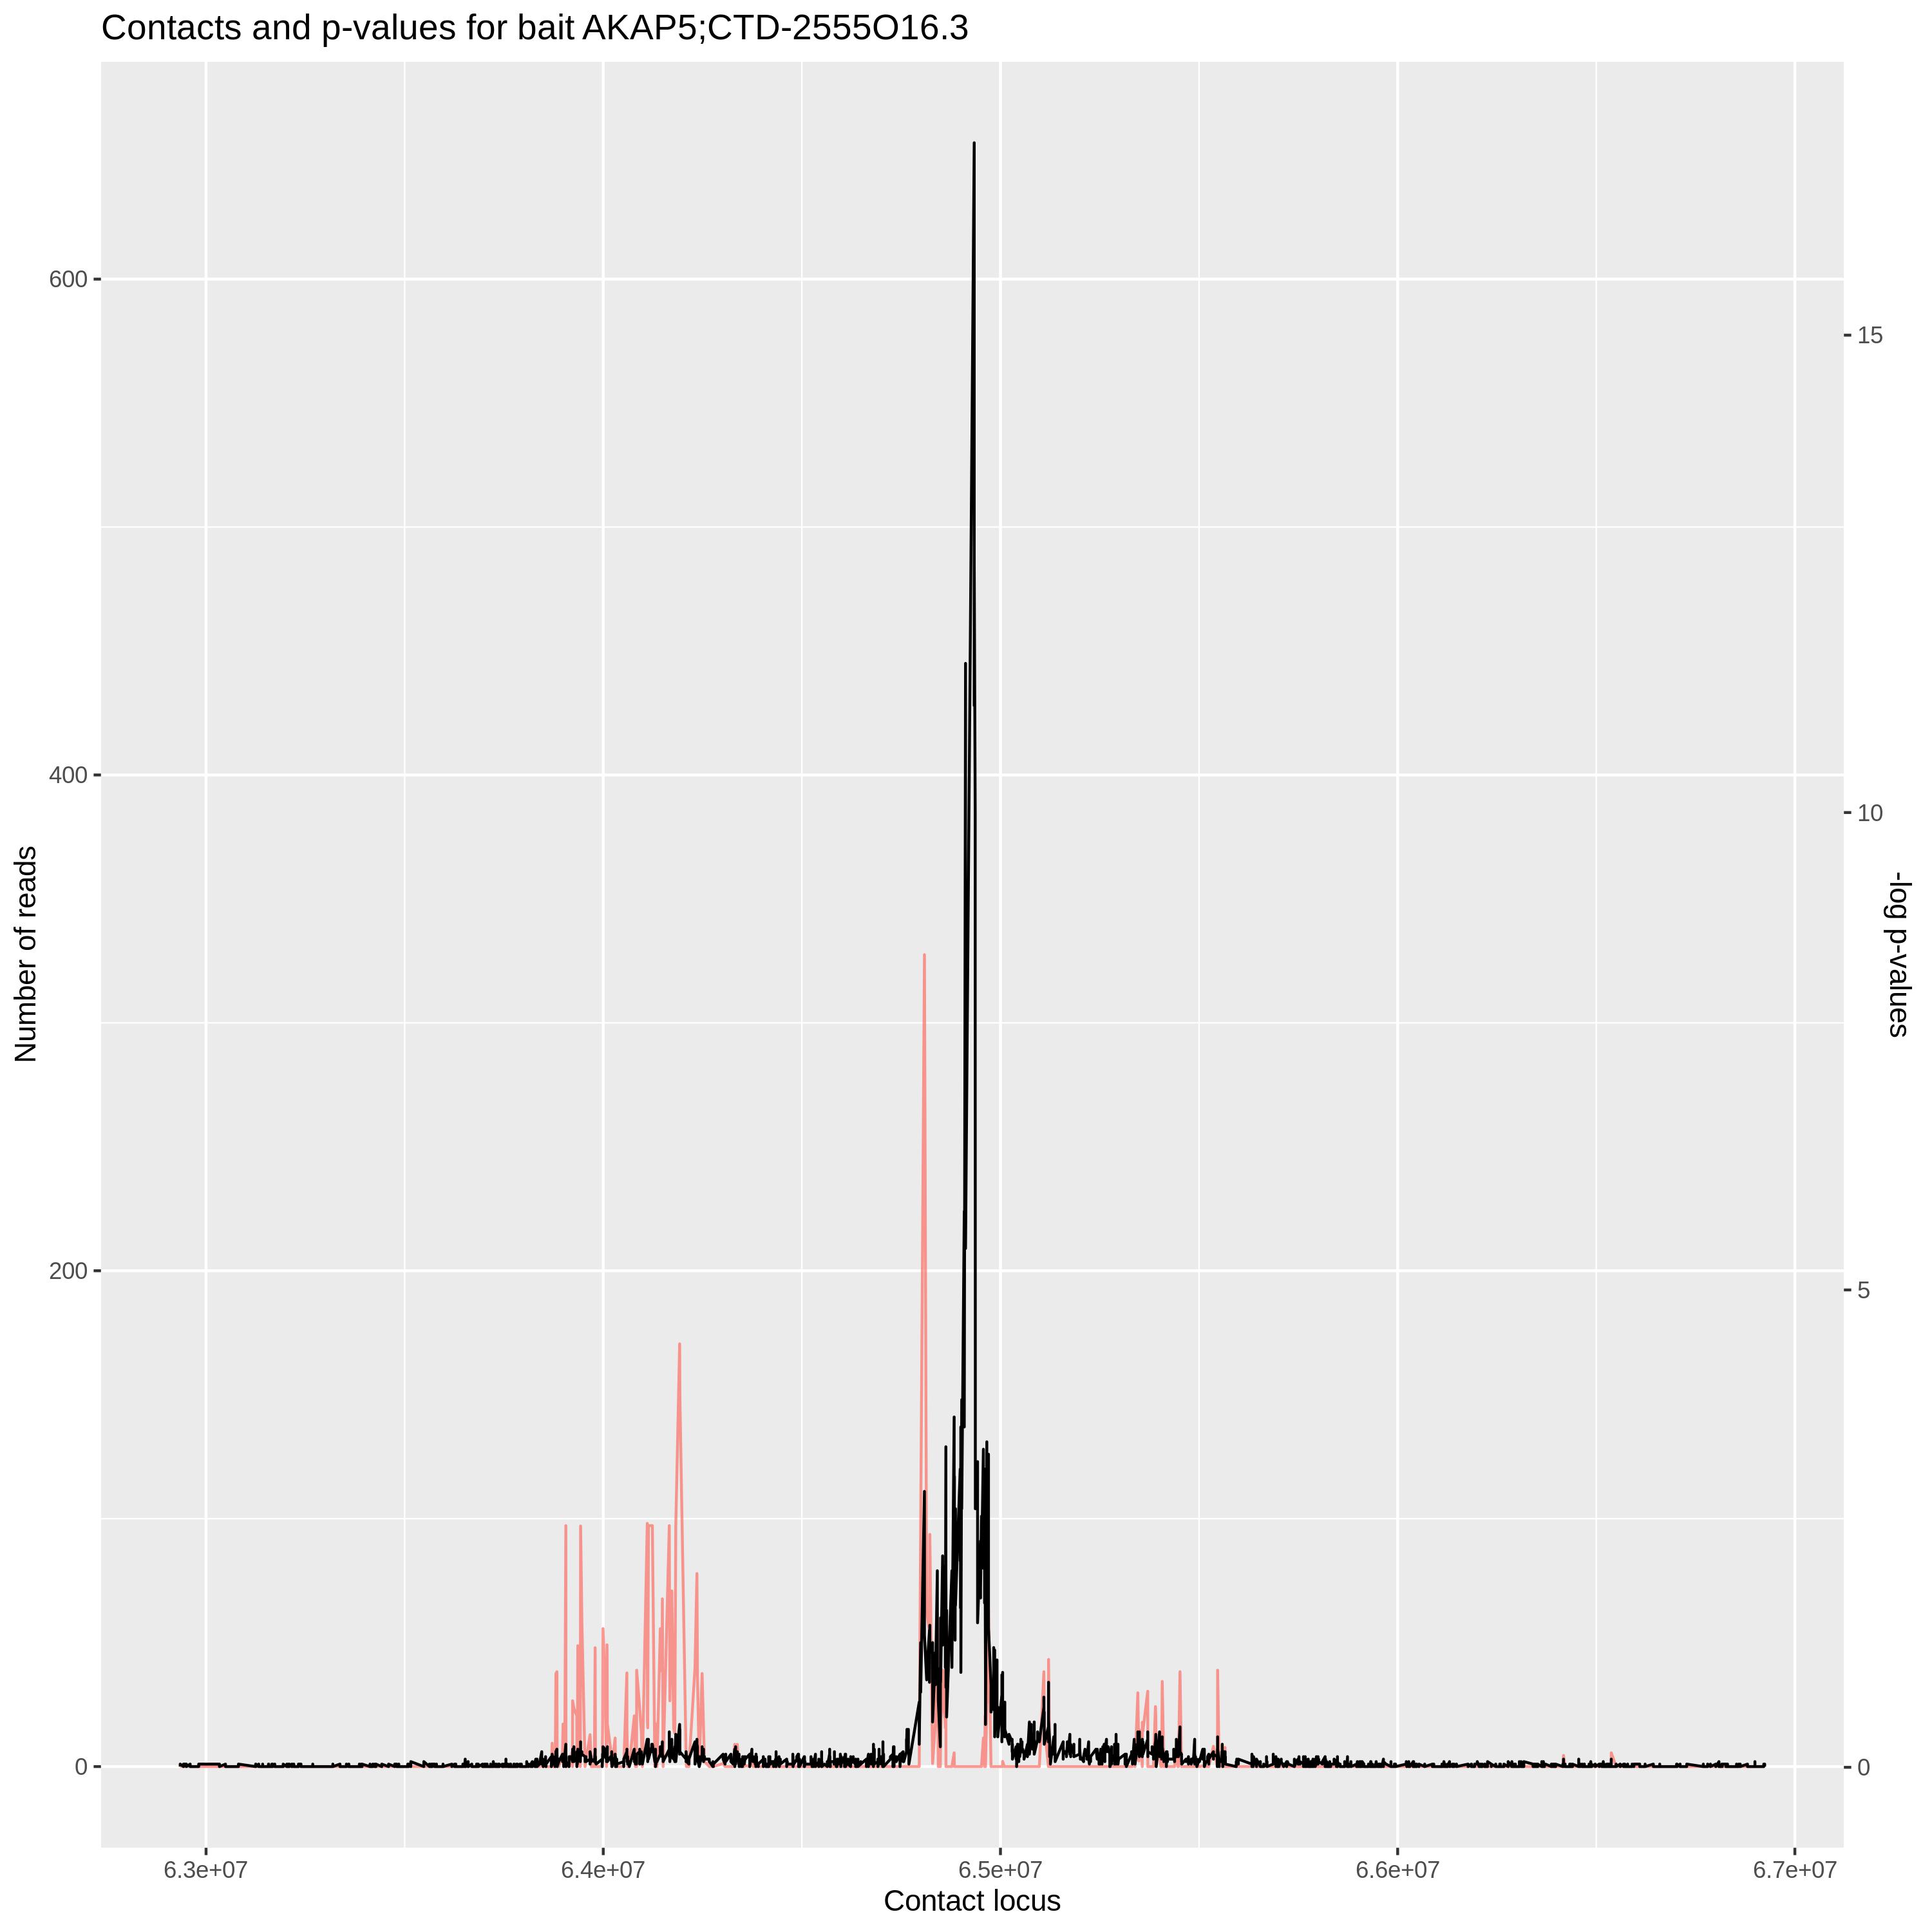 Contacts and p-values for bait AKAP5;CTD-2555O16.3
600
400
200
0
Number of reads
15
10
5
0
-log p-values
6.3e+07
6.4e+07
6.5e+07
6.6e+07
6.7e+07
Contact locus